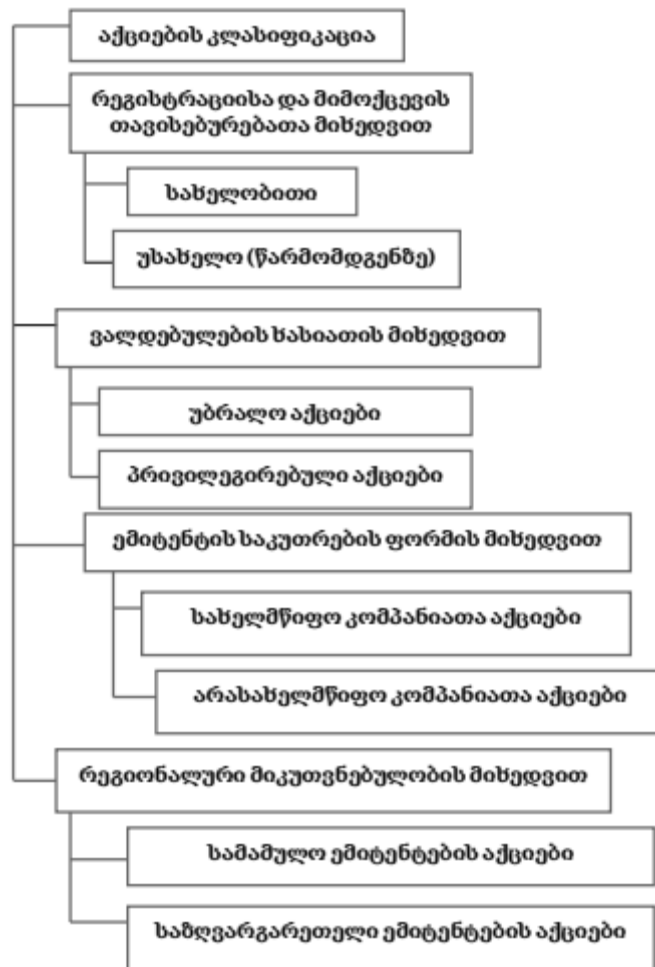 აქციების კლასიფიკაცია
რეგისტრაციისა და მიმოქცევის
თავისებურებათა მიხედვით
სახელობითი
უსახელო (წარმომდგენზე)
ვალდებულების ხასიათის მიხედვით
უბრალო აქციები
პრივილეგირებული აქციები
ემიტენტის საკუთრების ფორმის მიხედვით
სახელმწიფო კომპანიათა აქციები
არასახელმწიფო კომპანიათა აქციები
რეგიონალური მიკუთვნებულობის მიხედვით
სამამულო ემიტენტების აქციები
საზღვარგარეთელი ემიტენტების აქციები